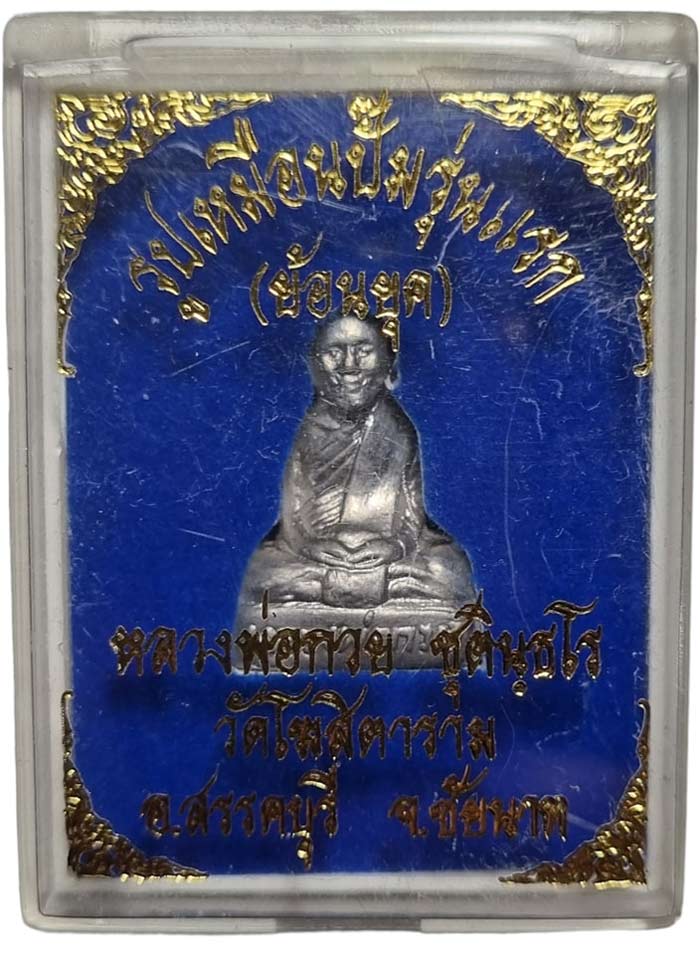 รูปเหมือนปั๊มรุ่นแรก
(ย้อนยุค)
หลวงพ่อกวย ชุตินฺธโร
วัดโฆสิตาราม
อ.สรรคบุรี จ.ชัยนาท